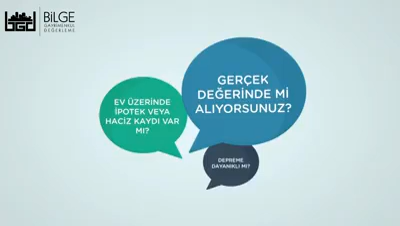 bgd
BİLGE
GAYRİMENKUL
DEĞERLEME
GERÇEK
DEĞERİNDE Mİ
ALIYORSUNUZ?
EV ÜZERİNDE
İPOTEK VEYA
HACİZ KAYDI VAR
MI?
DEPREME
DAYANIKLI MI?